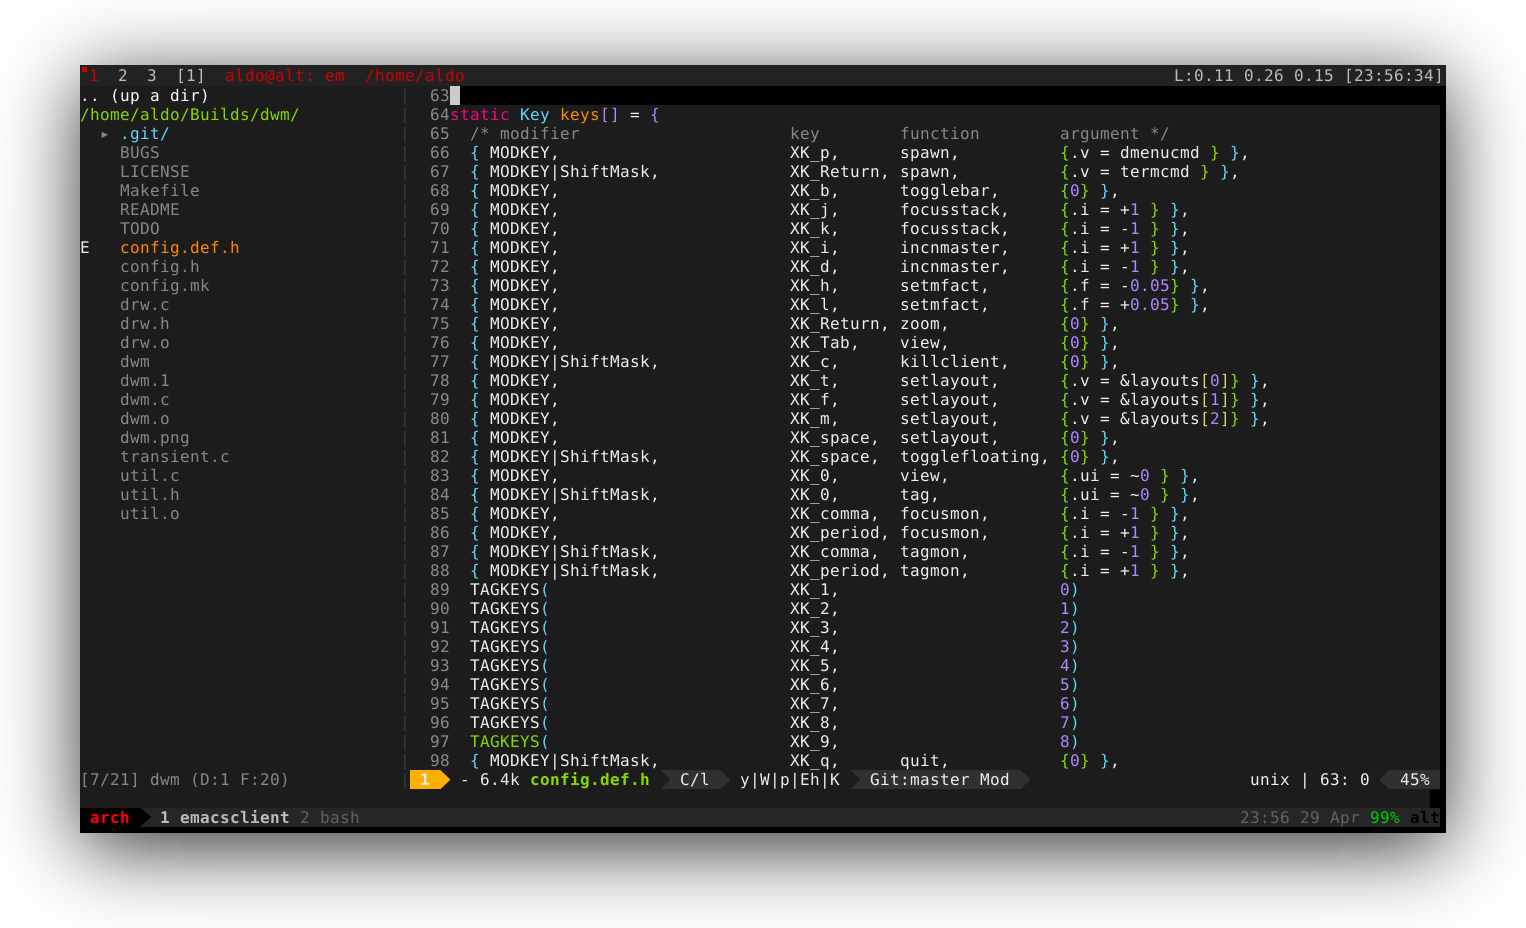 1 2 3 [1] aldo@alt: em /home/aldo L:0.11 0.26 0.15 [23:56:34]
.. (up a dir)
/home/aldo/Builds/dwm/
▸ .git/
BUGS
LICENSE
Makefile
README
TODO
E config.def.h
config.h
config.mk
drw.c
drw.h
drw.o
dwm
dwm.1
dwm.c
dwm.o
dwm.png
transient.c
util.c
util.h
util.o
[7/21] dwm (D:1 F:20)
63
64 static Key keys[] = {
65 /* modifier key function argument */
66 { MODKEY, XK_p, spawn, {.v = dmenucmd } },
67 { MODKEY|ShiftMask, XK_Return, spawn, {.v = termcmd } },
68 { MODKEY, XK_b, togglebar, {0} },
69 { MODKEY, XK_j, focusstack, {.i = +1 } },
70 { MODKEY, XK_k, focusstack, {.i = -1 } },
71 { MODKEY, XK_i, incnmaster, {.i = +1 } },
72 { MODKEY, XK_d, incnmaster, {.i = -1 } },
73 { MODKEY, XK_h, setmfact, {.f = -0.05} },
74 { MODKEY, XK_l, setmfact, {.f = +0.05} },
75 { MODKEY, XK_Return, zoom, {0} },
76 { MODKEY, XK_Tab, view, {0} },
77 { MODKEY|ShiftMask, XK_c, killclient, {0} },
78 { MODKEY, XK_t, setlayout, {.v = &layouts[0]} },
79 { MODKEY, XK_f, setlayout, {.v = &layouts[1]} },
80 { MODKEY, XK_m, setlayout, {.v = &layouts[2]} },
81 { MODKEY, XK_space, setlayout, {0} },
82 { MODKEY|ShiftMask, XK_space, togglefloating, {0} },
83 { MODKEY, XK_0, view, {.ui = ~0 } },
84 { MODKEY|ShiftMask, XK_0, tag, {.ui = ~0 } },
85 { MODKEY, XK_comma, focusmon, {.i = -1 } },
86 { MODKEY, XK_period, focusmon, {.i = +1 } },
87 { MODKEY|ShiftMask, XK_comma, tagmon, {.i = -1 } },
88 { MODKEY|ShiftMask, XK_period, tagmon, {.i = +1 } },
89 TAGKEYS( XK_1, 0)
90 TAGKEYS( XK_2, 1)
91 TAGKEYS( XK_3, 2)
92 TAGKEYS( XK_4, 3)
93 TAGKEYS( XK_5, 4)
94 TAGKEYS( XK_6, 5)
95 TAGKEYS( XK_7, 6)
96 TAGKEYS( XK_8, 7)
97 TAGKEYS( XK_9, 8)
98 { MODKEY|ShiftMask, XK_q, quit, {0} },
1 - 6.4k config.def.h C/l y|W|p|Eh|K Git:master Mod unix | 63: 0 45%
arch 1 emacsclient 2 bash 23:56 29 Apr 99% alt